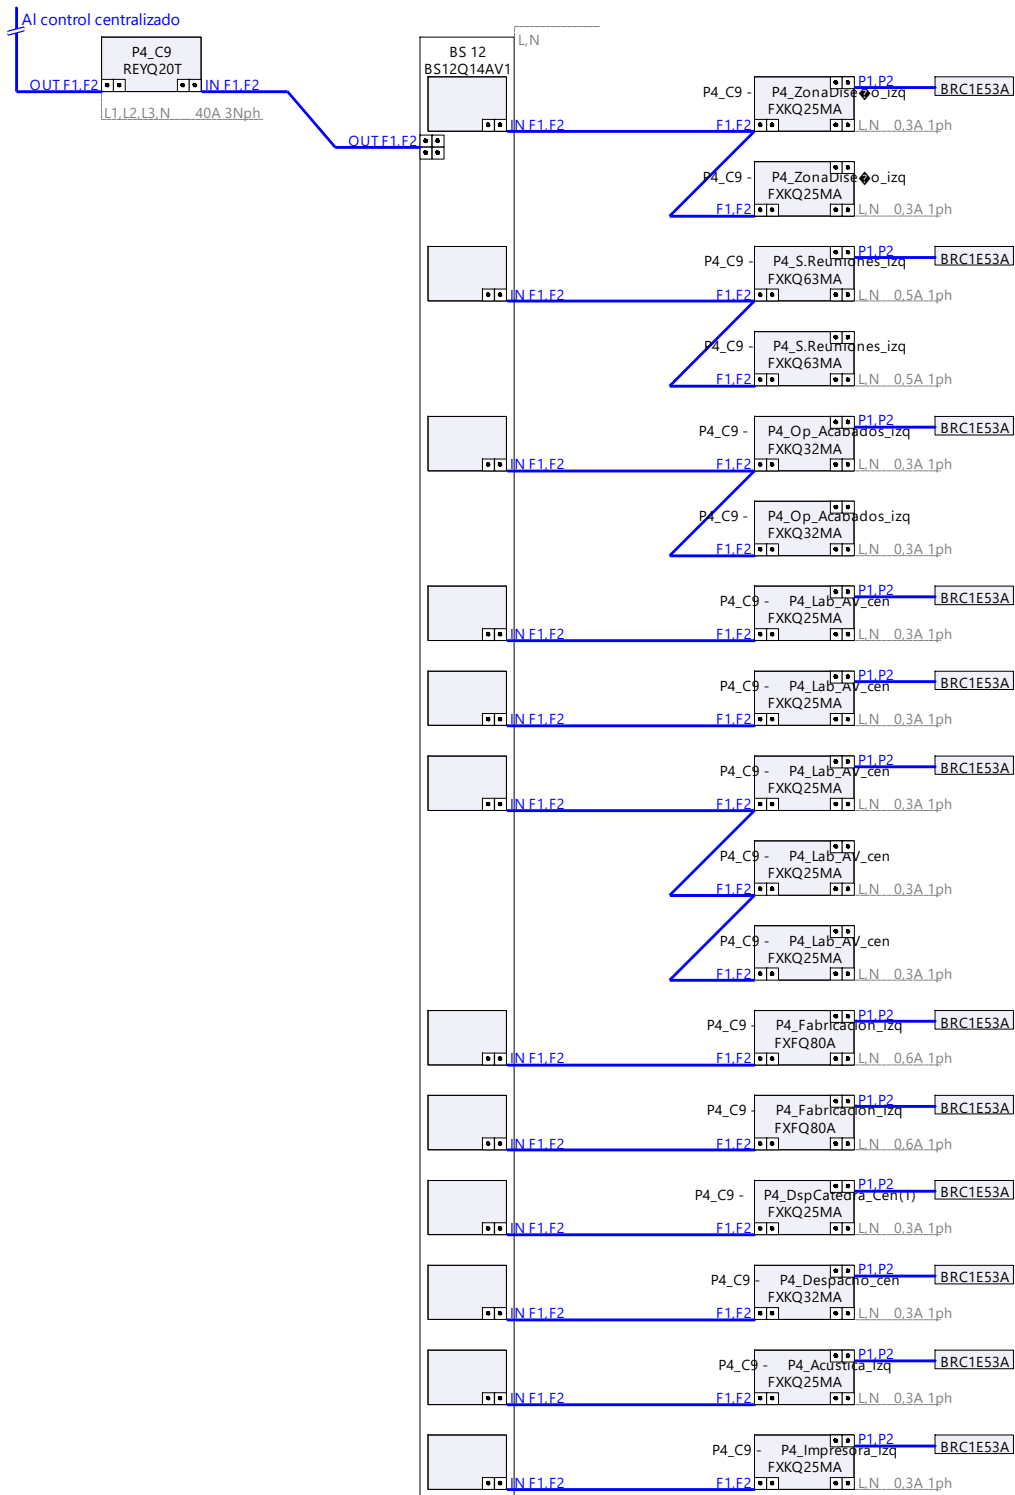 Al control centralizado
P4_C9
REYQ20T
OUT F1,F2
IN F1,F2
L1,L2,L3,N 40A 3Nph
L,N
BS 12
BS12Q14AV1
OUT F1,F2
IN F1,F2
P4_C9 - P4_ZonaDise�o_izq
FXKQ25MA
F1,F2
P1,P2
BRC1E53A
L,N 0,3A 1ph
P4_C9 - P4_ZonaDise�o_izq
FXKQ25MA
F1,F2
L,N 0,3A 1ph
IN F1,F2
P4_C9 - P4_S.Reuniones_izq
FXKQ63MA
F1,F2
P1,P2
BRC1E53A
L,N 0,5A 1ph
P4_C9 - P4_S.Reuniones_izq
FXKQ63MA
F1,F2
L,N 0,5A 1ph
IN F1,F2
P4_C9 - P4_Op_Acabados_izq
FXKQ32MA
F1,F2
P1,P2
BRC1E53A
L,N 0,3A 1ph
P4_C9 - P4_Op_Acabados_izq
FXKQ32MA
F1,F2
L,N 0,3A 1ph
IN F1,F2
P4_C9 - P4_Lab_AV_cen
FXKQ25MA
F1,F2
P1,P2
BRC1E53A
L,N 0,3A 1ph
IN F1,F2
P4_C9 - P4_Lab_AV_cen
FXKQ25MA
F1,F2
P1,P2
BRC1E53A
L,N 0,3A 1ph
IN F1,F2
P4_C9 - P4_Lab_AV_cen
FXKQ25MA
F1,F2
P1,P2
BRC1E53A
L,N 0,3A 1ph
P4_C9 - P4_Lab_AV_cen
FXKQ25MA
F1,F2
L,N 0,3A 1ph
P4_C9 - P4_Lab_AV_cen
FXKQ25MA
F1,F2
L,N 0,3A 1ph
IN F1,F2
P4_C9 - P4_Fabricacion_izq
FXFQ80A
F1,F2
P1,P2
BRC1E53A
L,N 0,6A 1ph
IN F1,F2
P4_C9 - P4_Fabricacion_izq
FXFQ80A
F1,F2
P1,P2
BRC1E53A
L,N 0,6A 1ph
IN F1,F2
P4_C9 - P4_DspCatedra_Cen(1)
FXKQ25MA
F1,F2
P1,P2
BRC1E53A
L,N 0,3A 1ph
IN F1,F2
P4_C9 - P4_Despacho_cen
FXKQ32MA
F1,F2
P1,P2
BRC1E53A
L,N 0,3A 1ph
IN F1,F2
P4_C9 - P4_Acustica_izq
FXKQ25MA
F1,F2
P1,P2
BRC1E53A
L,N 0,3A 1ph
IN F1,F2
P4_C9 - P4_Impresora_izq
FXKQ25MA
F1,F2
P1,P2
BRC1E53A
L,N 0,3A 1ph